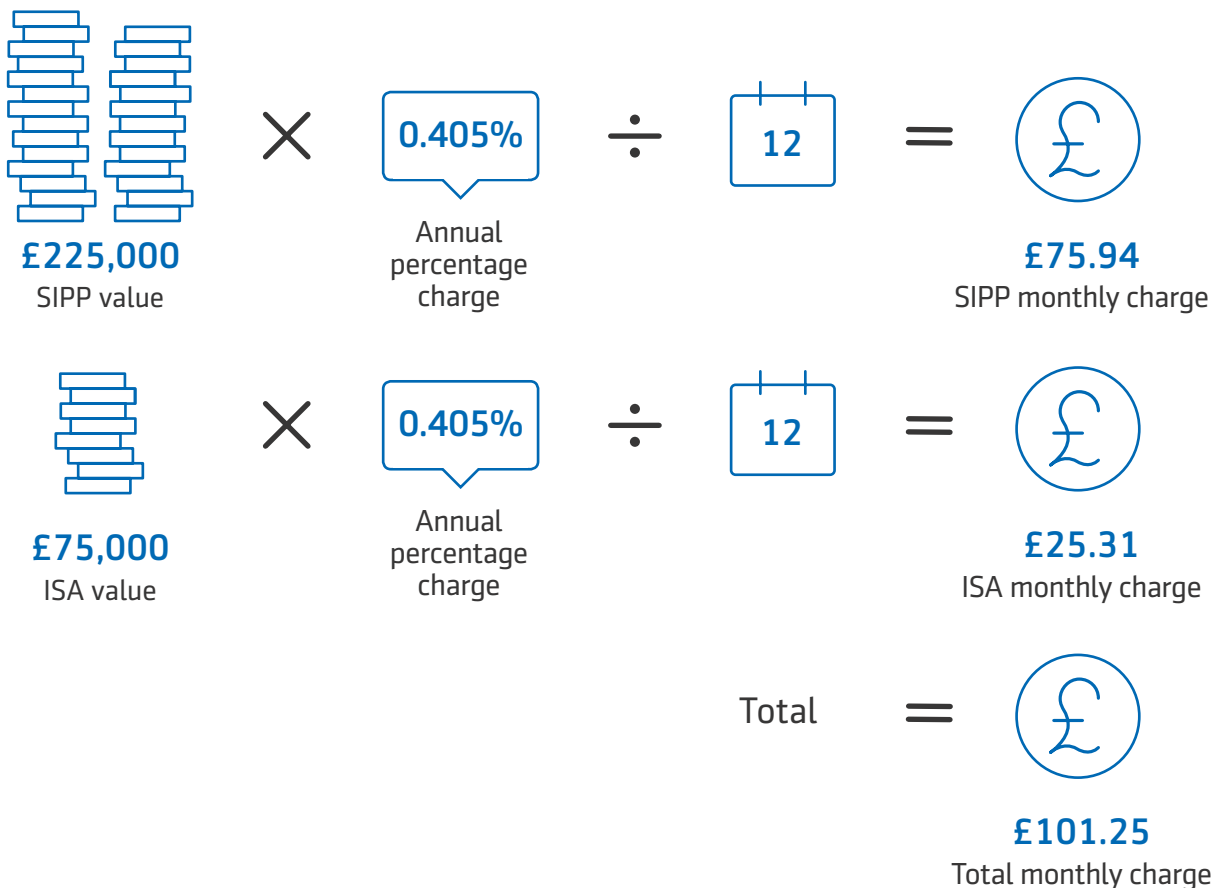 0.405%
12
£
£225,000
SIPP value
Annual
percentage
charge
£75.94
SIPP monthly charge
0.405%
12
£
£75,000
ISA value
Annual
percentage
charge
£25.31
ISA monthly charge
Total
£
£101.25
Total monthly charge